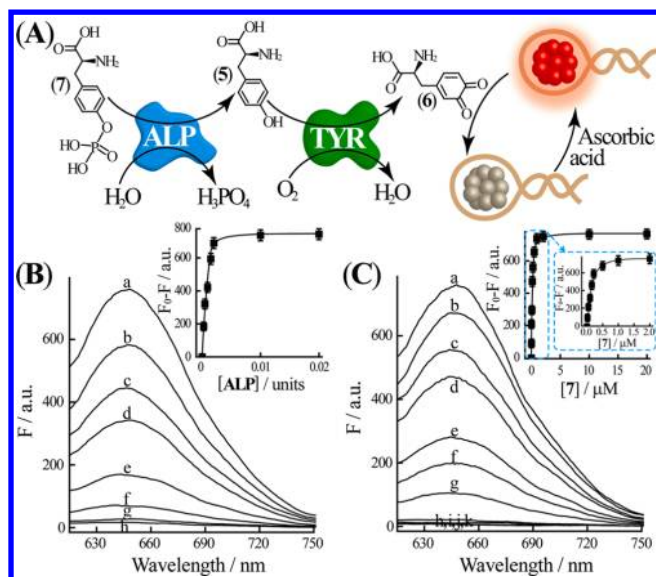 (A)
HO
O
NH₂
(7)
O
HO P O
HO
ALP
H₂O
H₃PO₄
HO
O
NH₂
(5)
OH
TYR
O₂
H₂O
O
NH₂
HO
(6)
O
O
Ascorbic
acid
(B)
F / a.u.
600
400
200
0
a
b
c
d
e
f
g
h
630 660 690 720 750
Wavelength / nm
F₀-F / a.u.
800
600
400
200
0
0 0.01 0.02
[ALP] / units
(C)
F / a.u.
600
400
200
0
a
b
c
d
e
f
g
h,i,j,k
630 660 690 720 750
Wavelength / nm
F₀-F / a.u.
800
600
400
200
0
0 5 10 15 20
[7] / μM
F₀-F / a.u.
600
400
200
0
0.0 0.5 1.0 1.5 2.0
[7] / μM